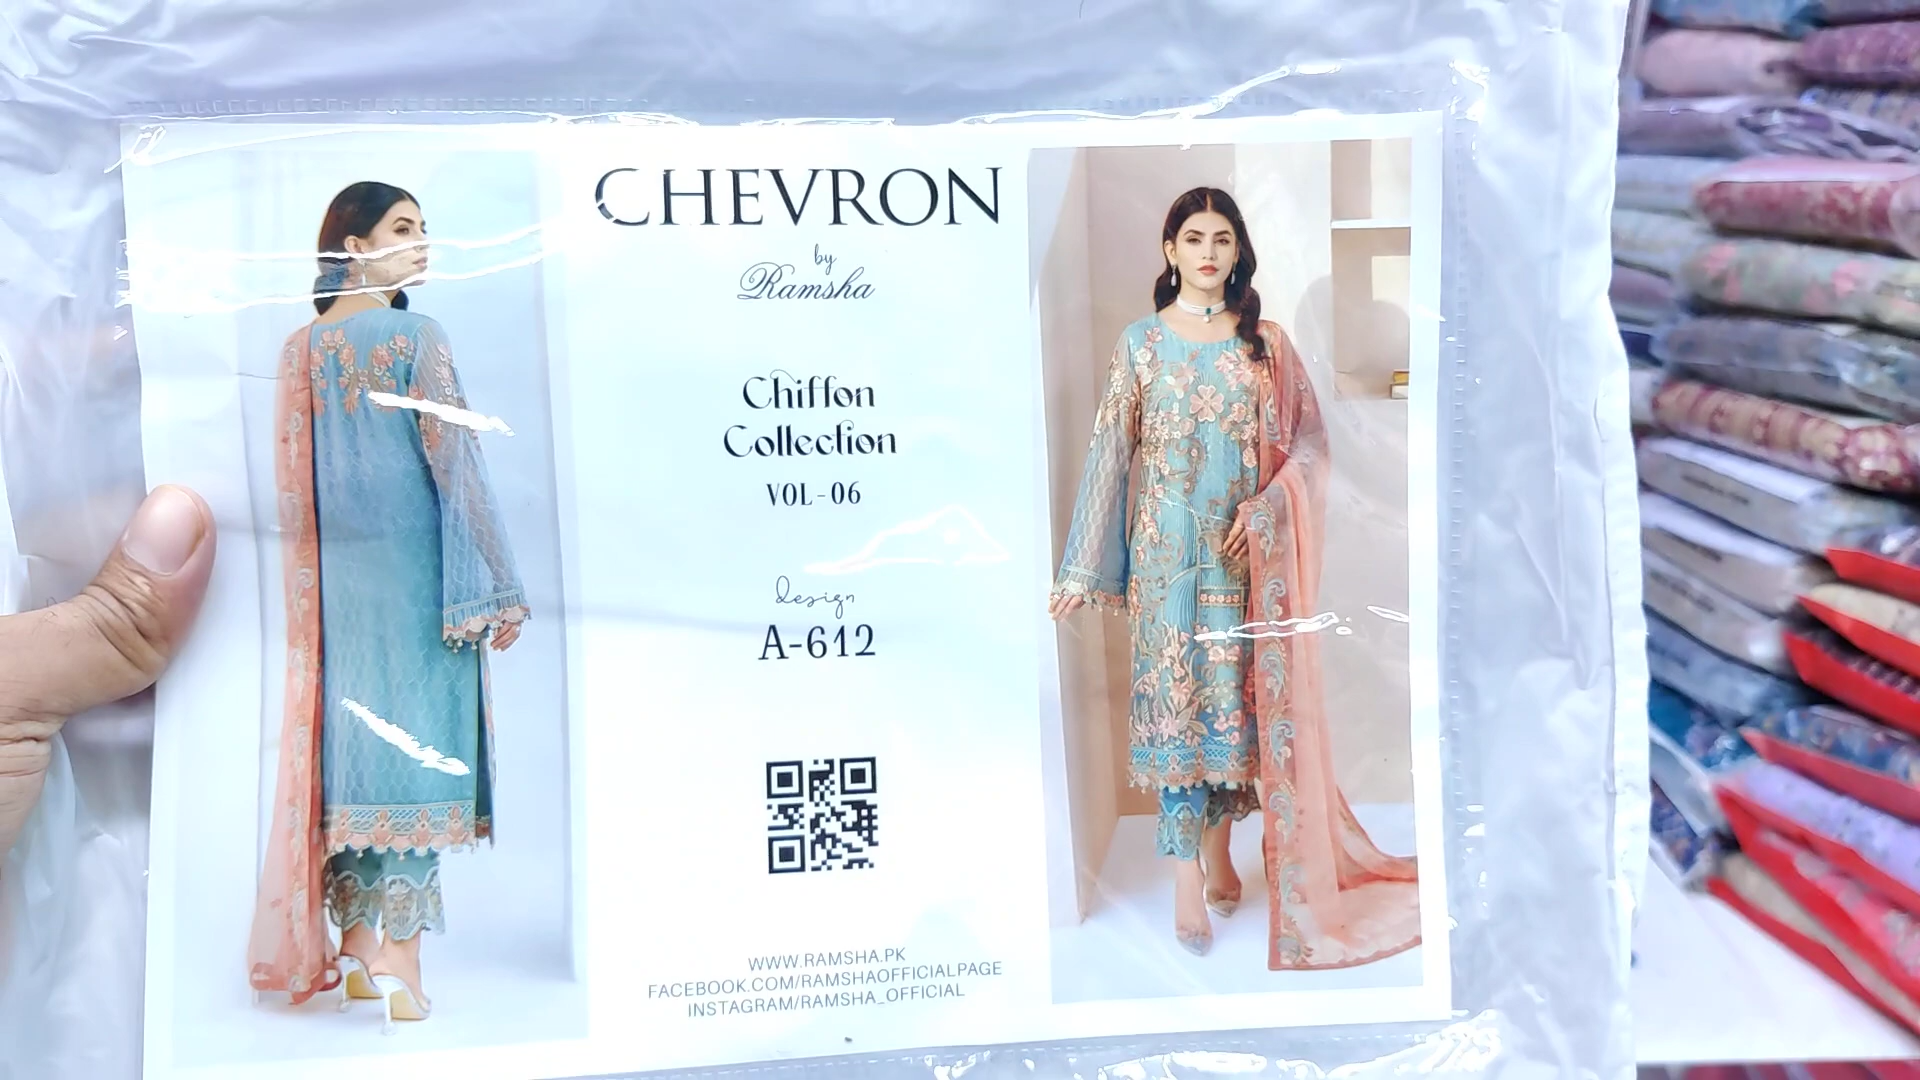 CHEVRON
by
Ramsha
Chiffon
Collection
VOL-06
design
A-612
WWW.RAMSHA.PK
FACEBOOK.COM/RAMSHAOFFICIALPAGE
INSTAGRAM/RAMSHA_OFFICIAL